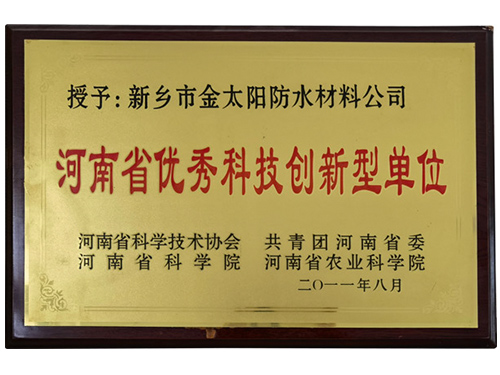 授予：新乡市金太阳防水材料公司
河南省优秀科技创新型单位
河南省科学技术协会 共青团河南省委
河南省科学院 河南省农业科学院
二〇一一年八月